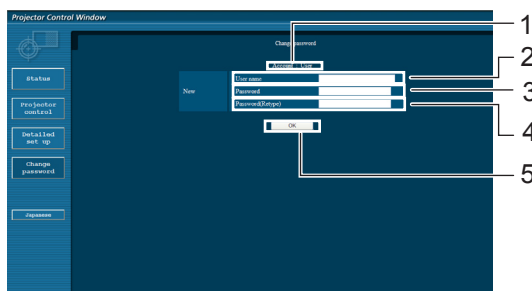 Projector Control Window
Change password
Account : User
New
User name
Password
Password(Retype)
OK
Status
Projector
control
Detailed
set up
Change
password
Japanese
1
2
3
4
5